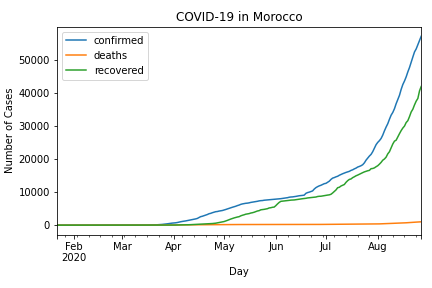 COVID-19 in Morocco
confirmed
deaths
recovered
Number of Cases
50000
40000
30000
20000
10000
0
Feb
2020
Mar
Apr
May
Jun
Jul
Aug
Day